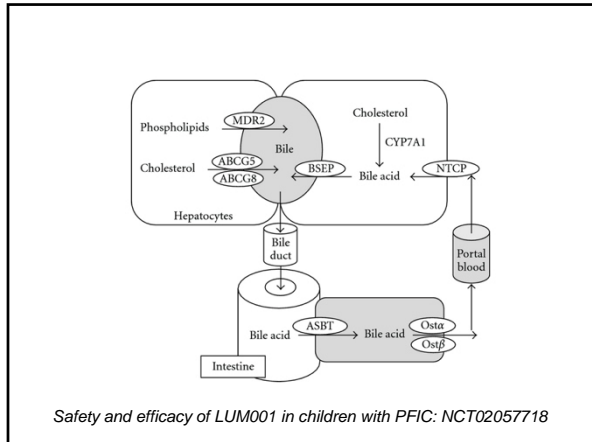 Phospholipids
MDR2
Bile
Cholesterol
ABCG5
ABCG8
Hepatocytes
Cholesterol
CYP7A1
BSEP
Bile acid
NTCP
Bile
duct
Portal
blood
Bile acid
ASBT
Bile acid
Ostα
Ostβ
Intestine
Safety and efficacy of LUM001 in children with PFIC: NCT02057718